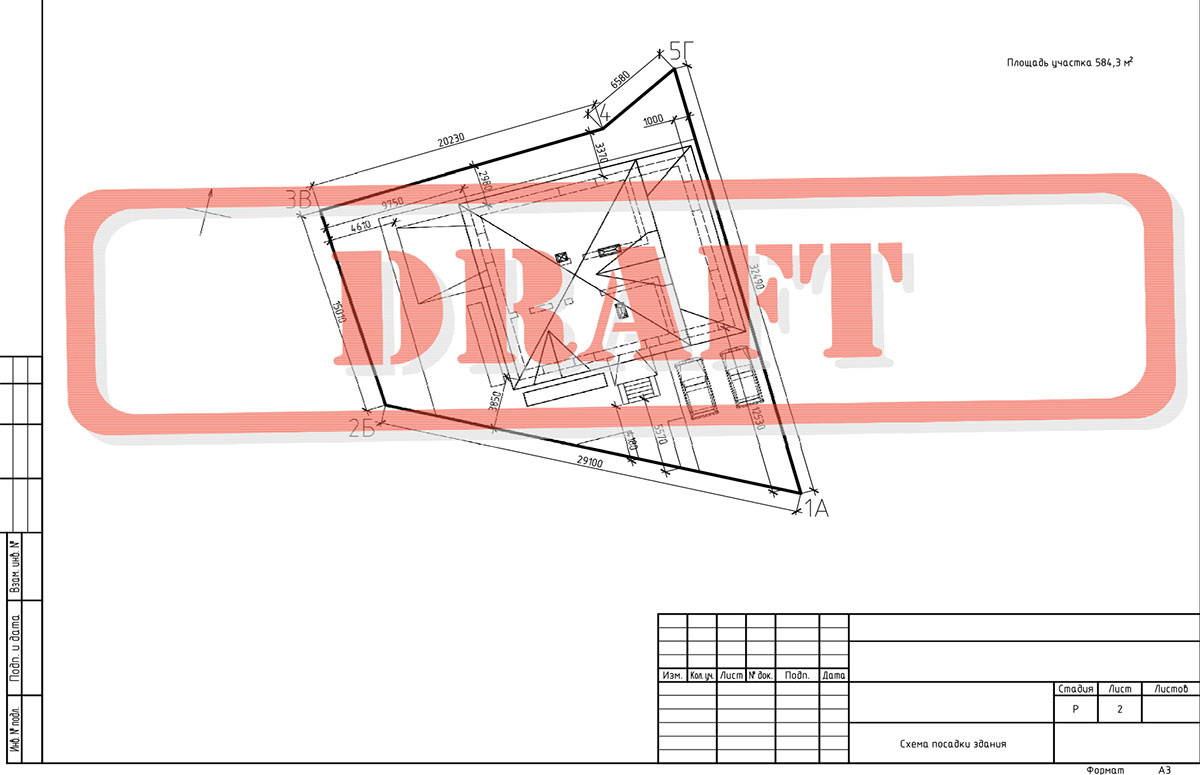 5Г
Площадь участка 584,3 м²
6580
4
1000
20230
3370
2980
3В
9750
4610
DRAFT
32490
15010
3850
2Б
5570
12530
29100
1А
Взам. инв. №
Подп. и дата
Инв. № подл.
Изм. Кол.уч. Лист № док. Подп. Дата
Стадия Лист Листов
Р 2
Схема посадки здания
Формат А3